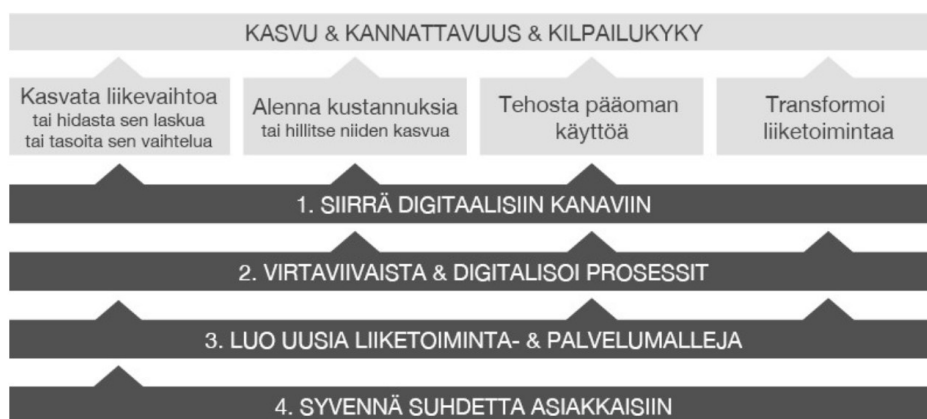 KASVU & KANNATTAVUUS & KILPAILUKYKY
Kasvata liikevaihtoa
tai hidasta sen laskua
tai tasoita sen vaihtelua
Alenna kustannuksia
tai hillitse niiden kasvua
Tehosta pääoman
käyttöä
Transformoi
liiketoimintaa
1. SIIRRÄ DIGITAALISIIN KANAVIIN
2. VIRTAVIIVAISTA & DIGITALISOI PROSESSIT
3. LUO UUSIA LIIKETOIMINTA- & PALVELUMALLEJA
4. SYVENNÄ SUHDETTA ASIAKKAISIIN